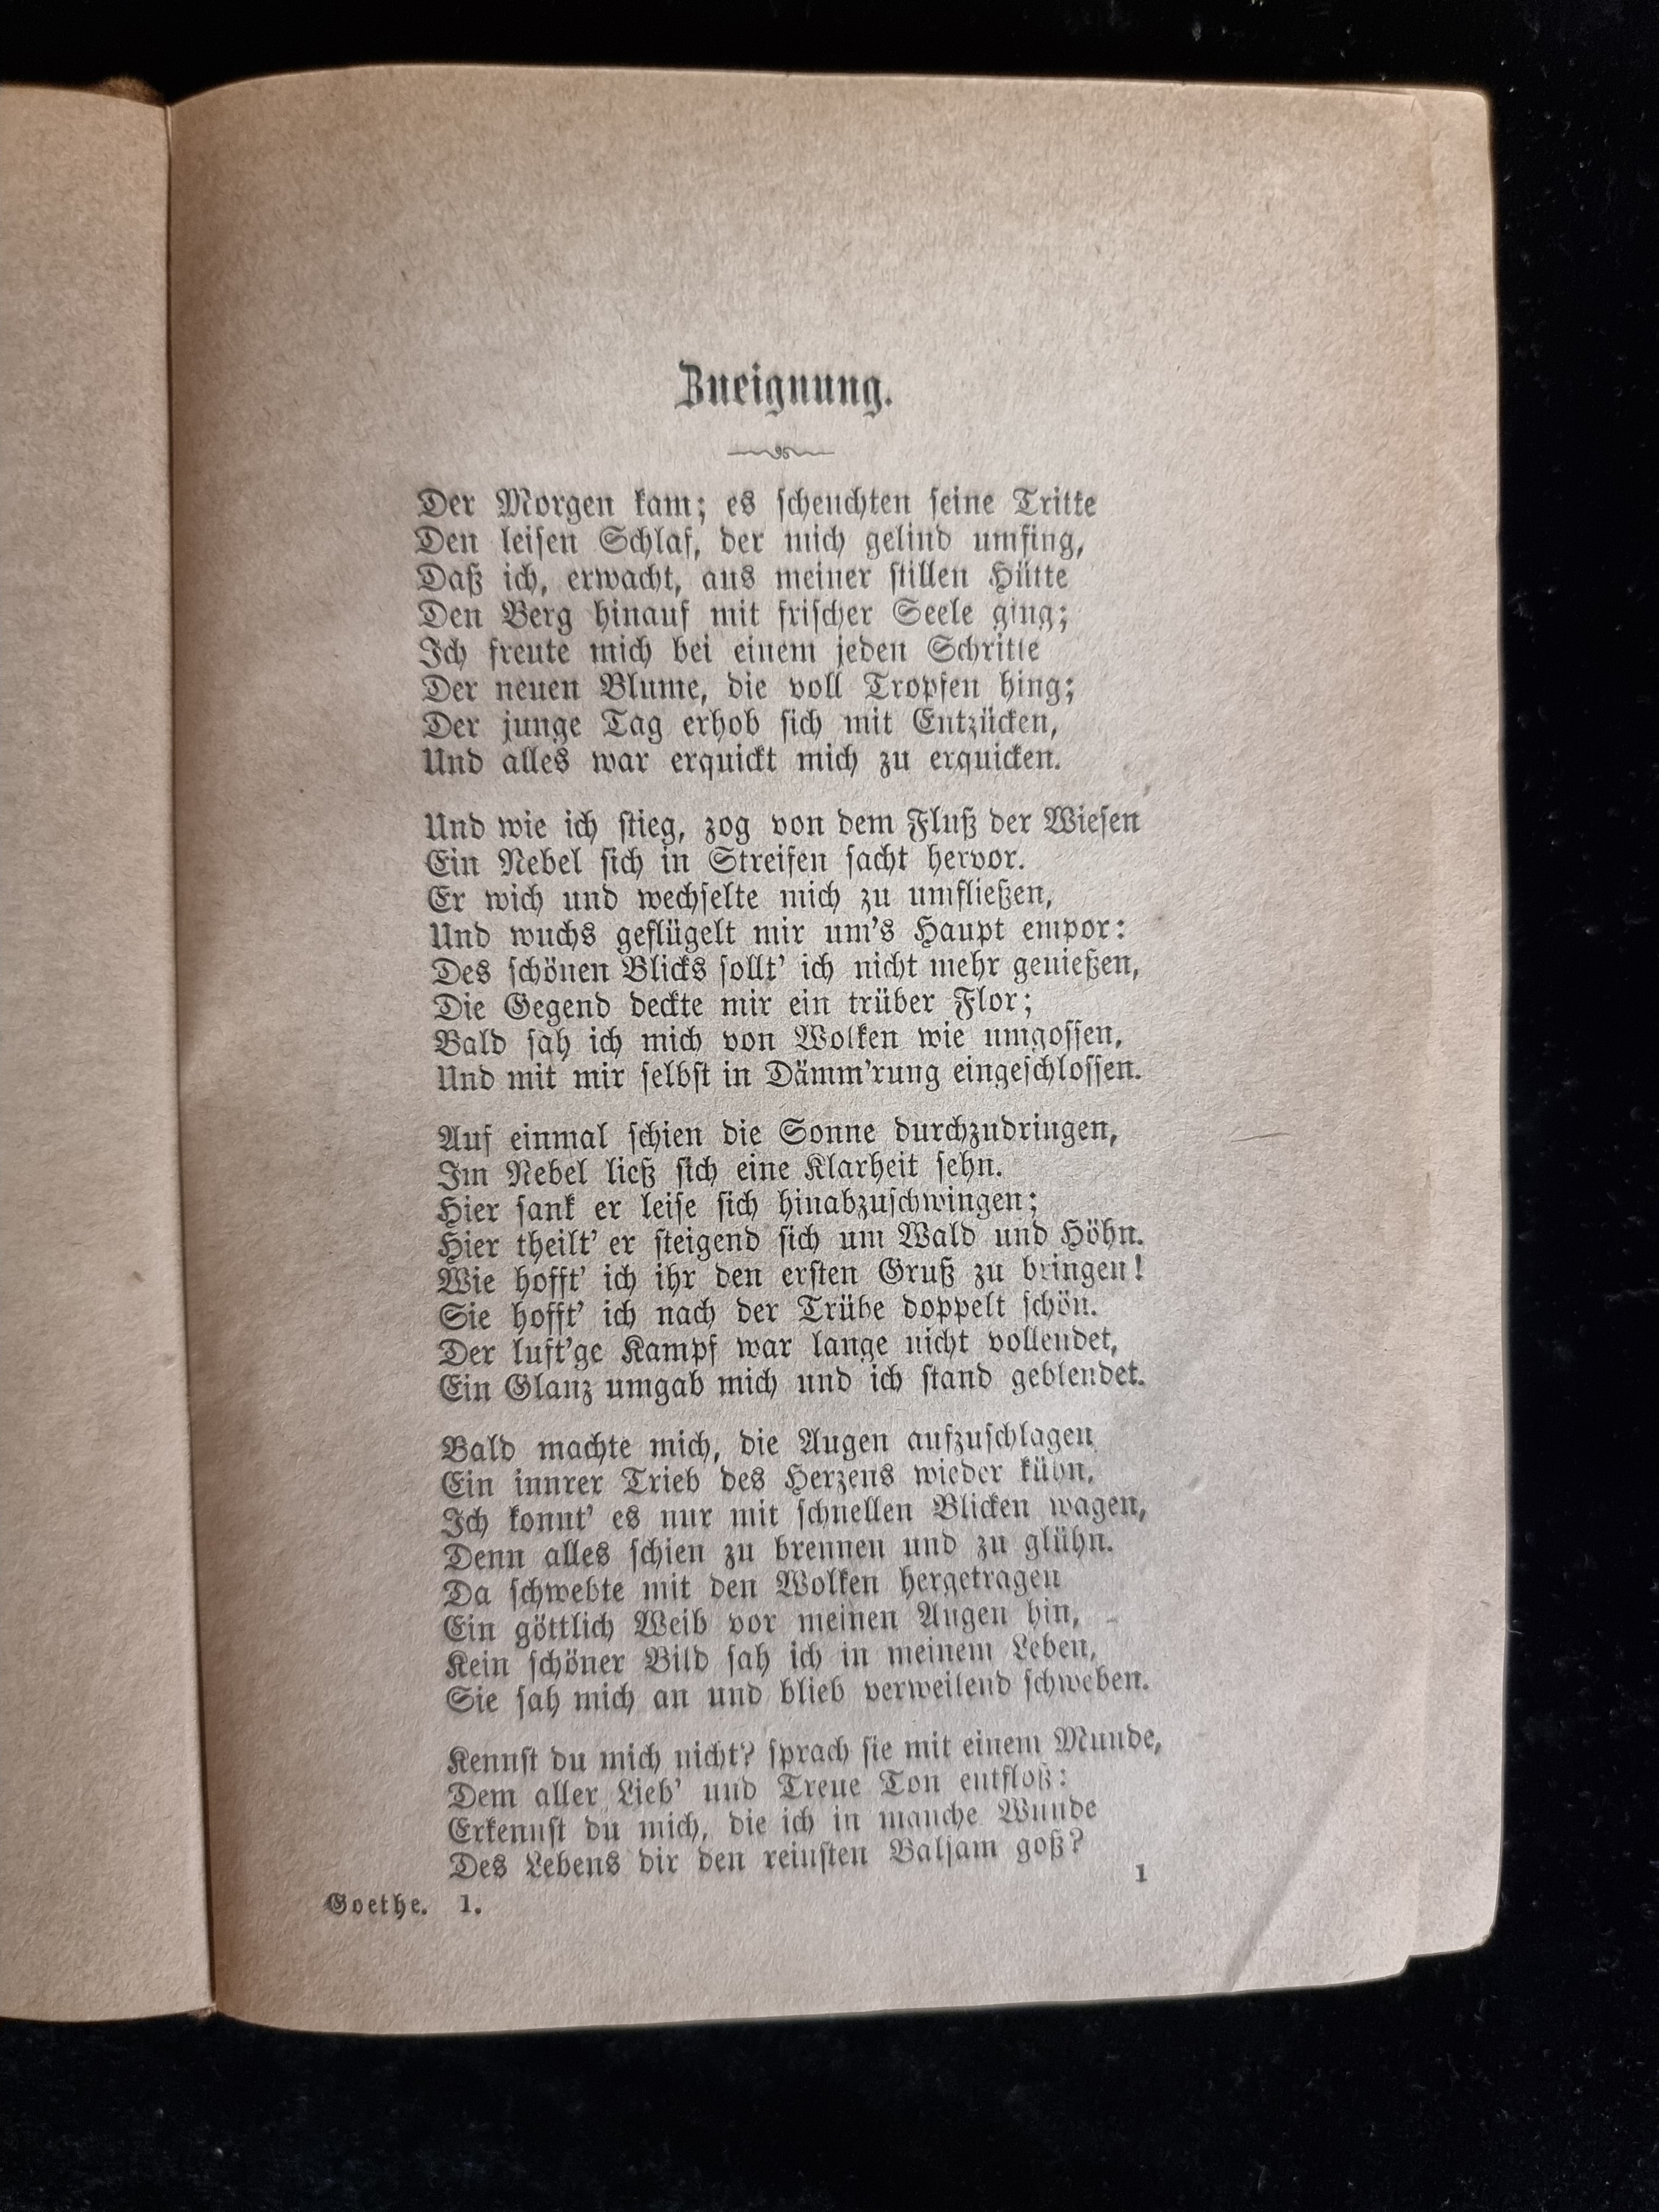 Zueignung.
Der Morgen kam; es scheuchten seine Tritte
Den leisen Schlaf, der mich gelind umfing,
Daß ich, erwacht, aus meiner stillen Hütte
Den Berg hinauf mit frischer Seele ging;
Ich freute mich bei einem jeden Schritte
Der neuen Blume, die voll Tropfen hing;
Der junge Tag erhob sich mit Entzücken,
Und alles war erquickt mich zu erquicken.
Und wie ich stieg, zog von dem Fluß der Wiesen
Ein Nebel sich in Streifen sacht hervor.
Er wich und wechselte mich zu umfließen,
Und wuchs geflügelt mir um's Haupt empor:
Des schönen Blicks sollt' ich nicht mehr genießen,
Die Gegend deckte mir ein trüber Flor;
Bald sah ich mich von Wolken wie umgossen,
Und mit mir selbst in Dämm'rung eingeschlossen.
Auf einmal schien die Sonne durchzudringen,
Im Nebel ließ sich eine Klarheit sehn.
Hier sank er leise sich hinabzuschwingen;
Hier theilt' er steigend sich um Wald und Höhn.
Wie hofft' ich ihr den ersten Gruß zu bringen!
Sie hofft' ich nach der Trübe doppelt schön.
Der luft'ge Kampf war lange nicht vollendet,
Ein Glanz umgab mich und ich stand geblendet.
Bald machte mich, die Augen aufzuschlagen
Ein innrer Trieb des Herzens wieder kühn,
Ich konnt' es nur mit schnellen Blicken wagen,
Denn alles schien zu brennen und zu glühn.
Da schwebte mit den Wolken hergetragen
Ein göttlich Weib vor meinen Augen hin,
Kein schöner Bild sah ich in meinem Leben,
Sie sah mich an und blieb verweilend schweben.
Kennst du mich nicht? sprach sie mit einem Munde,
Dem aller Lieb' und Treue Ton entfloß:
Erkennst du mich, die ich in manche Wunde
Des Lebens dir den reinsten Balsam goß?
Goethe. 1. 1